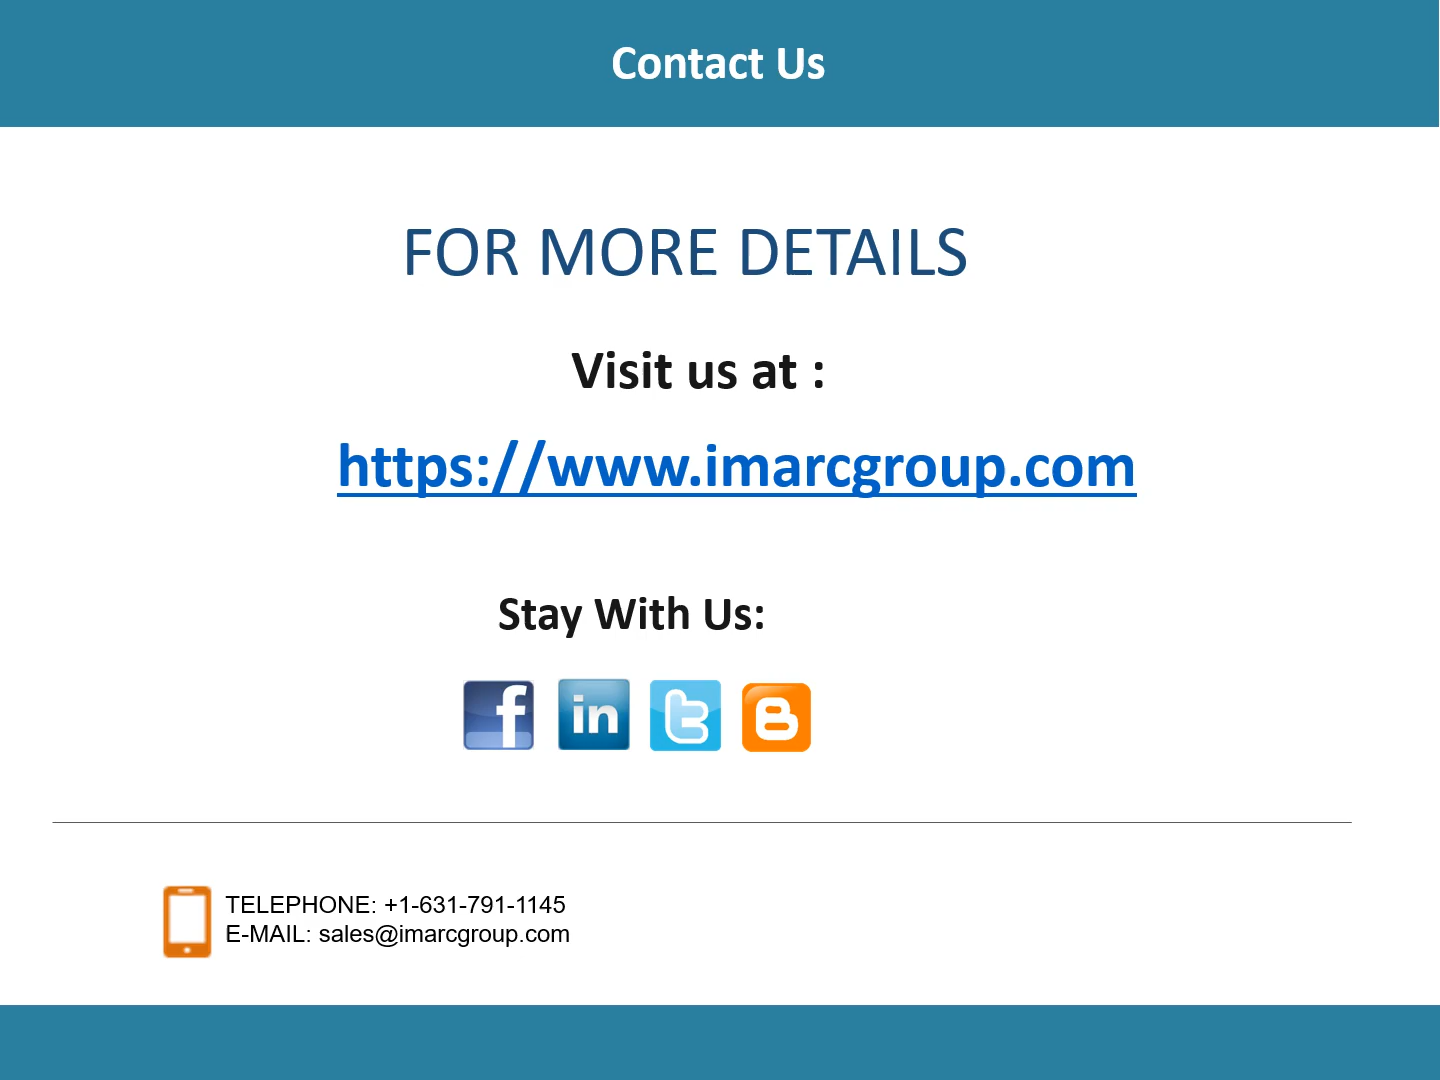 Contact Us
FOR MORE DETAILS
Visit us at :
https://www.imarcgroup.com
Stay With Us:
f in t B
TELEPHONE: +1-631-791-1145
E-MAIL: sales@imarcgroup.com